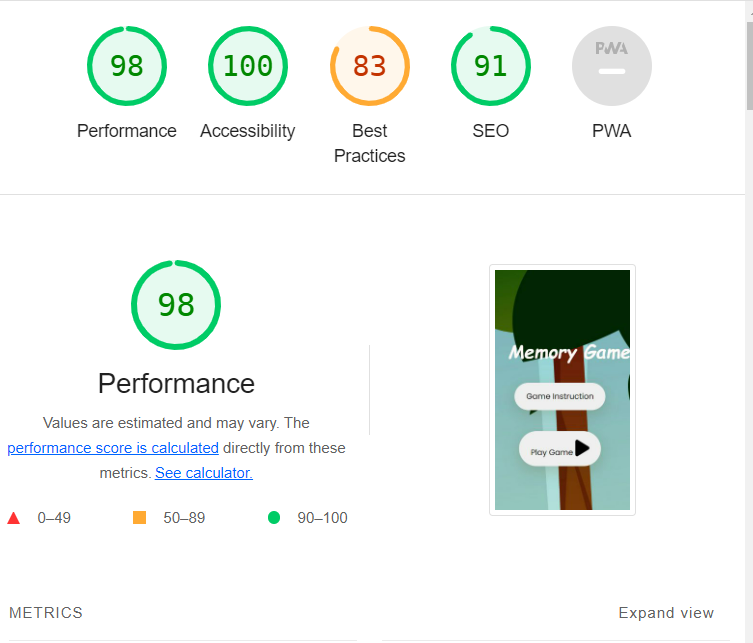 98 100 83 91 PWA
Performance Accessibility Best Practices SEO PWA
98
Performance
Values are estimated and may vary. The
performance score is calculated directly from these
metrics. See calculator.
0–49 50–89 90–100
Memory Game
Game Instruction
Play Game
METRICS Expand view